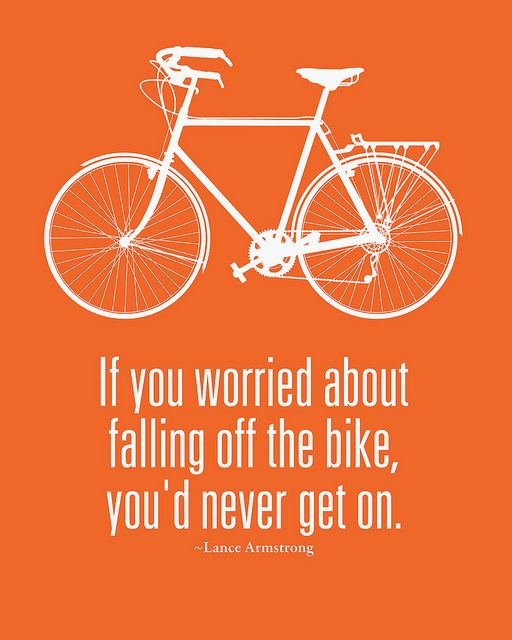 If you worried about
falling off the bike,
you'd never get on.
~Lance Armstrong